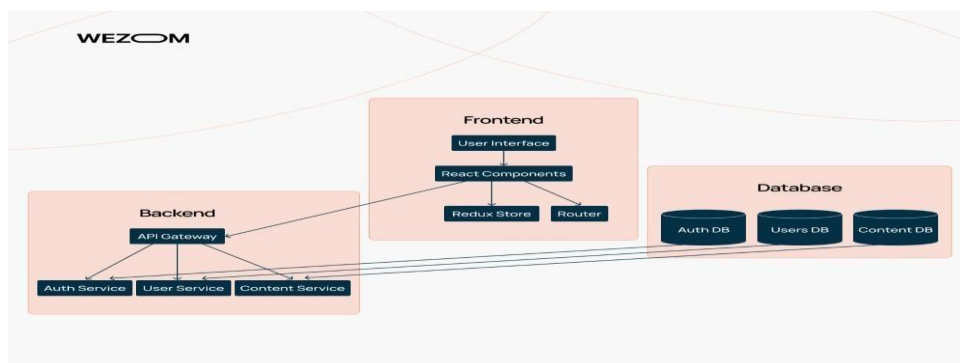 WEZOM
Frontend
User Interface
React Components
Redux Store
Router
Backend
API Gateway
Auth Service
User Service
Content Service
Database
Auth DB
Users DB
Content DB